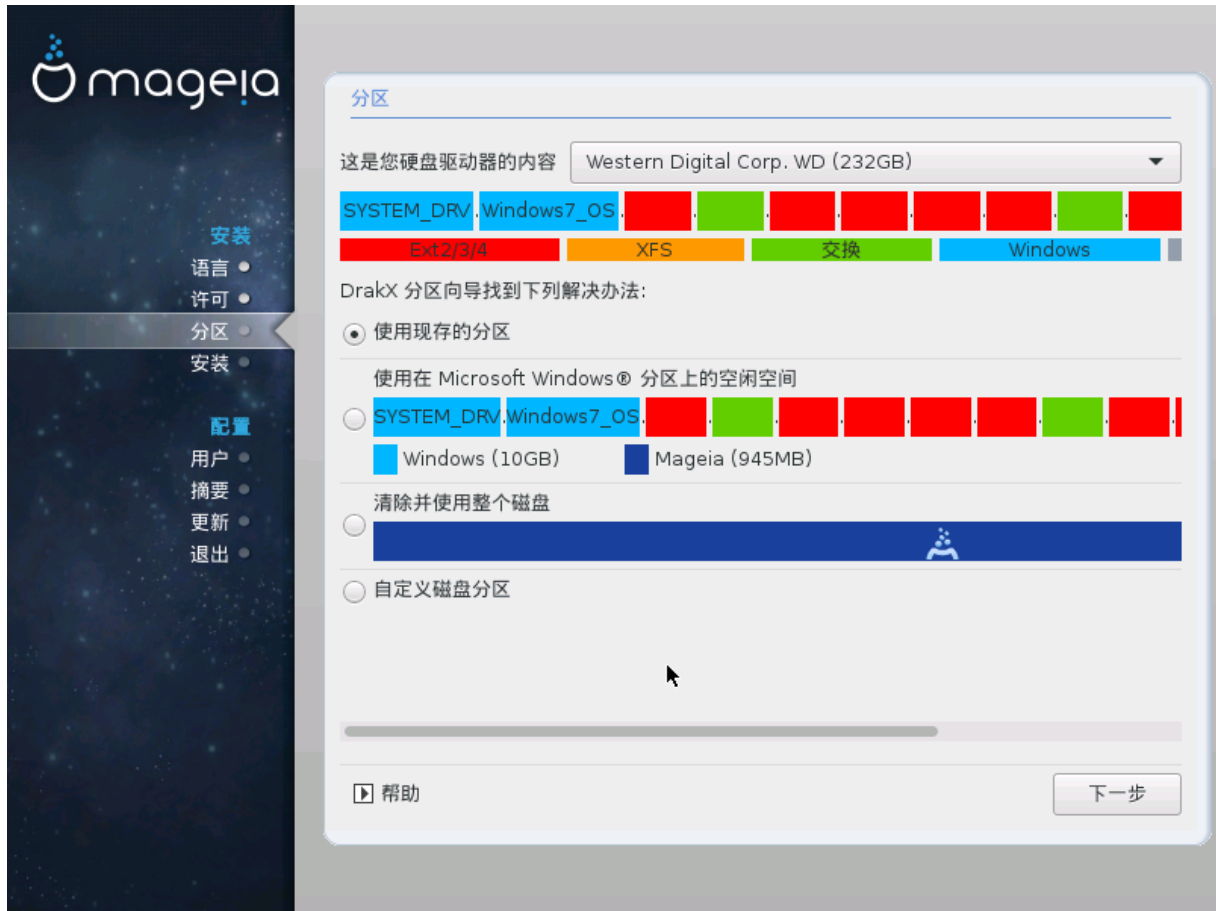 mageia
安装
语言
许可
分区
安装
配置
用户
摘要
更新
退出
分区
这是您硬盘驱动器的内容 Western Digital Corp. WD (232GB)
SYSTEM_DRV Windows7_OS
Ext2/3/4 XFS 交换 Windows
DrakX 分区向导找到下列解决办法:
使用现存的分区
使用在 Microsoft Windows® 分区上的空闲空间
SYSTEM_DRV Windows7_OS
Windows (10GB) Mageia (945MB)
清除并使用整个磁盘
自定义磁盘分区
帮助 下一步